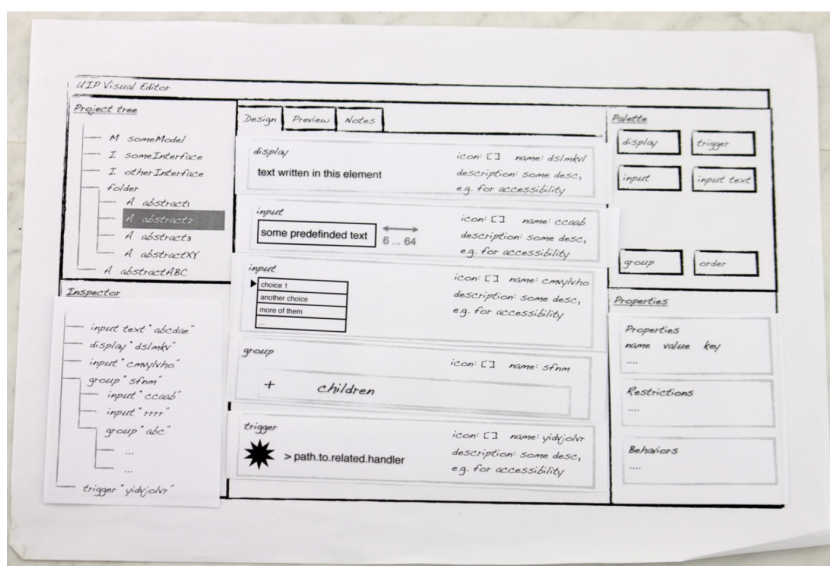 UIP Visual Editor
Project tree
M someModel
I someInterface
I otherInterface
folder
A abstract1
A abstract2
A abstract3
A abstractXY
A abstractABC
Inspector
input text "abcdae"
display "dslmkv"
input "cmvylvho"
group "sfnm"
input "ccaab"
input "rrrr"
group "abc"
...
...
trigger "yidvjolvr"
Design Preview Notes
display
icon: [] name: dslmkvl
text written in this element
description: some desc,
e.g. for accessibility
input
icon: [] name: ccaab
some predefinded text
6 ... 64
description: some desc,
e.g. for accessibility
input
icon: [] name: cmvylvho
choice 1
another choice
more of them
...
description: some desc,
e.g. for accessibility
group
icon: [] name: sfnm
+ children
trigger
icon: [] name: yidvjolvr
> path.to.related.handler
description: some desc,
e.g. for accessibility
Palette
display trigger
input input text
group order
Properties
Properties
name value key
....
Restrictions
....
Behaviors
....